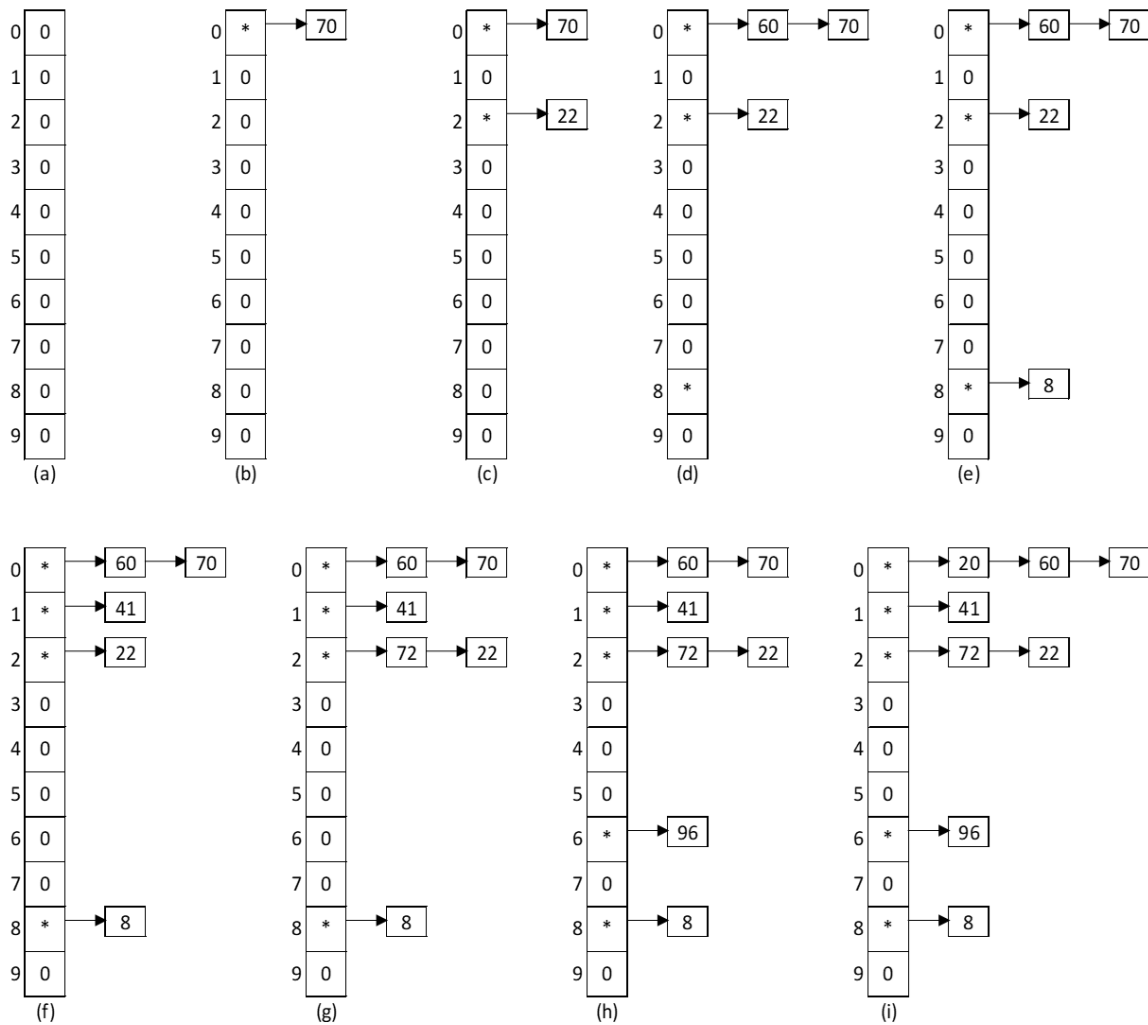 0 0 0 * 70 0 * 70 0 * 60 70 0 * 60 70
1 0 1 0 1 0 1 0 1 0
2 0 2 0 2 * 22 2 * 22 2 * 22
3 0 3 0 3 0 3 0 3 0
4 0 4 0 4 0 4 0 4 0
5 0 5 0 5 0 5 0 5 0
6 0 6 0 6 0 6 0 6 0
7 0 7 0 7 0 7 0 7 0
8 0 8 0 8 0 8 * 8 * 8
9 0 9 0 9 0 9 0 9 0
(a) (b) (c) (d) (e)
0 * 60 70 0 * 60 70 0 * 60 70 0 * 20 60 70
1 * 41 1 * 41 1 * 41 1 * 41
2 * 22 2 * 72 22 2 * 72 22 2 * 72 22
3 0 3 0 3 0 3 0
4 0 4 0 4 0 4 0
5 0 5 0 5 0 5 0
6 0 6 0 6 * 96 6 * 96
7 0 7 0 7 0 7 0
8 * 8 8 * 8 8 * 8 8 * 8
9 0 9 0 9 0 9 0
(f) (g) (h) (i)